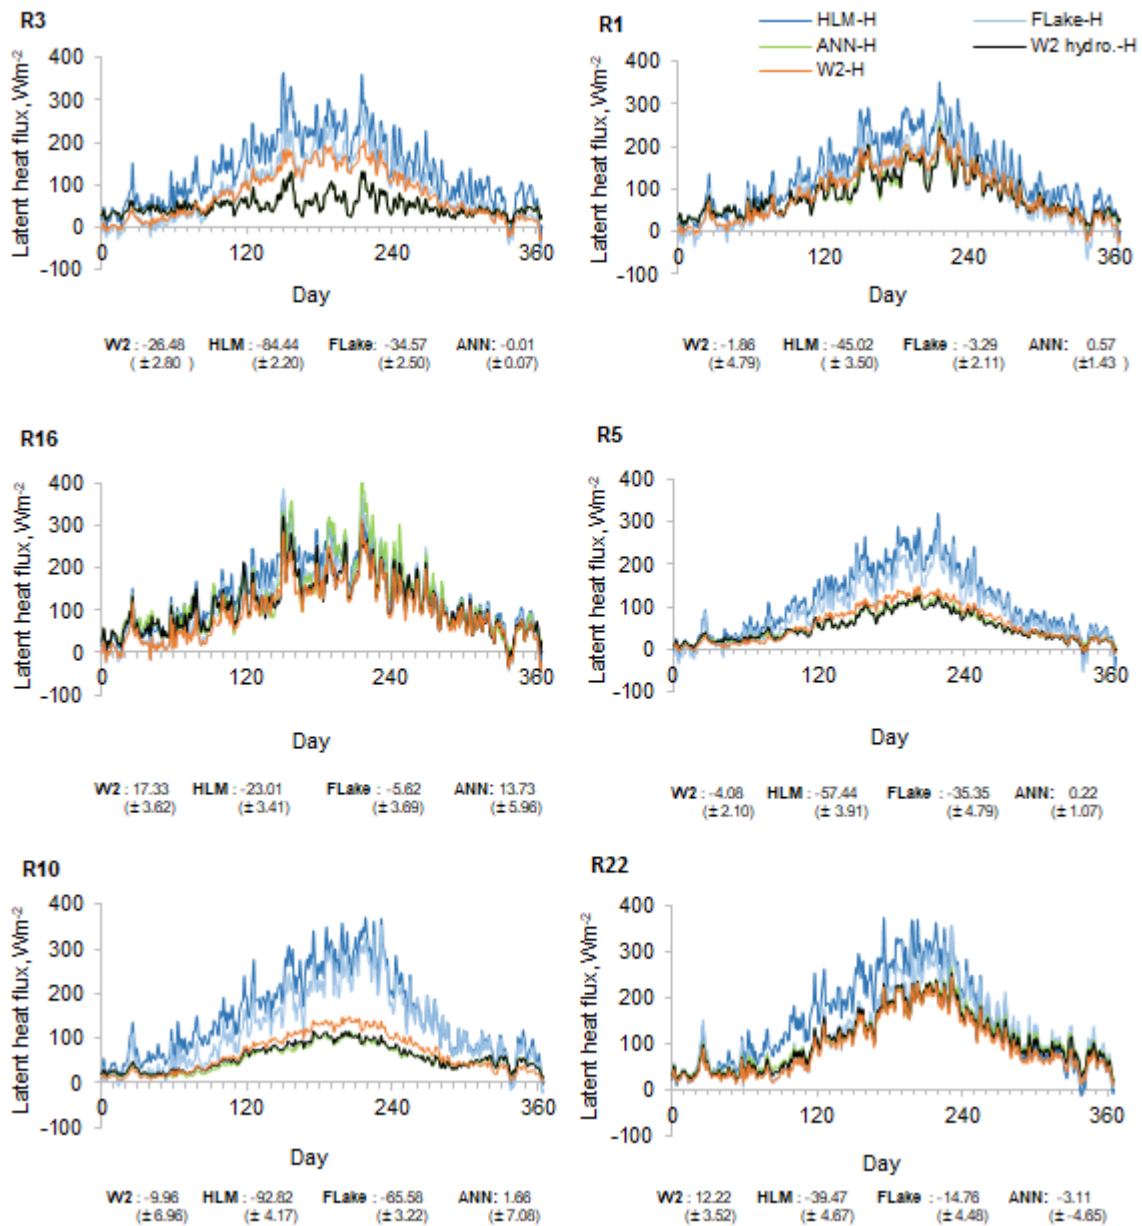 R3
Latent heat flux, Wm-2
400
300
200
100
0
-100
0 120 240 360
Day
W2 : -26.48 HLM : -84.44 FLake: -34.57 ANN: -0.01
(±2.80 ) (±2.20) (±2.50) (±0.07)
R1
HLM-H FLake-H
ANN-H W2 hydro.-H
W2-H
Latent heat flux, Wm-2
400
300
200
100
0
-100
0 120 240 360
Day
W2 : -1.86 HLM : -45.02 FLake : -3.29 ANN: 0.57
(±4.79) ( ±3.50) (±2.11) (±1.43 )
R16
Latent heat flux, Wm-2
400
300
200
100
0
-100
0 120 240 360
Day
W2 : 17.33 HLM : -23.01 FLake : -5.62 ANN: 13.73
(±3.62) (±3.41) (±3.69) (±5.96)
R5
Latent heat flux, Wm-2
400
300
200
100
0
-100
0 120 240 360
Day
W2 : -4.08 HLM : -57.44 FLake : -35.35 ANN: 0.22
(±2.10) (± 3.91) (±4.79) (±1.07)
R10
Latent heat flux, Wm-2
400
300
200
100
0
-100
0 120 240 360
Day
W2 : -9.96 HLM : -92.82 FLake : -65.58 ANN: 1.66
(±6.96) (± 4.17) (±3.22) (±7.08)
R22
Latent heat flux, Wm-2
400
300
200
100
0
-100
0 120 240 360
Day
W2 : 12.22 HLM : -39.47 FLake : -14.76 ANN: -3.11
(±3.52) (± 4.67) (±4.48) (±-4.65)